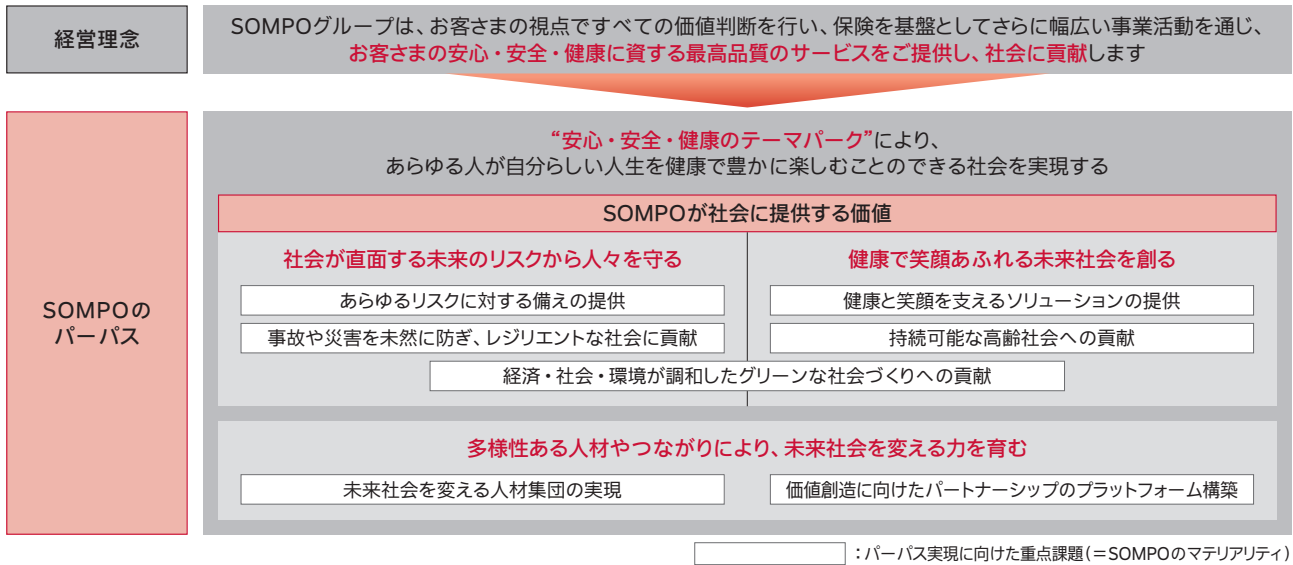 経営理念
SOMPOグループは、お客さまの視点ですべての価値判断を行い、保険を基盤としてさらに幅広い事業活動を通じ、
お客さまの安心・安全・健康に資する最高品質のサービスをご提供し、社会に貢献します
SOMPOの
パーパス
“安心・安全・健康のテーマパーク”により、
あらゆる人が自分らしい人生を健康で豊かに楽しむことのできる社会を実現する
SOMPOが社会に提供する価値
社会が直面する未来のリスクから人々を守る
あらゆるリスクに対する備えの提供
事故や災害を未然に防ぎ、レジリエントな社会に貢献
健康で笑顔あふれる未来社会を創る
健康と笑顔を支えるソリューションの提供
持続可能な高齢社会への貢献
経済・社会・環境が調和したグリーンな社会づくりへの貢献
多様性ある人材やつながりにより、未来社会を変える力を育む
未来社会を変える人材集団の実現
価値創造に向けたパートナーシップのプラットフォーム構築
：パーパス実現に向けた重点課題(＝SOMPOのマテリアリティ)